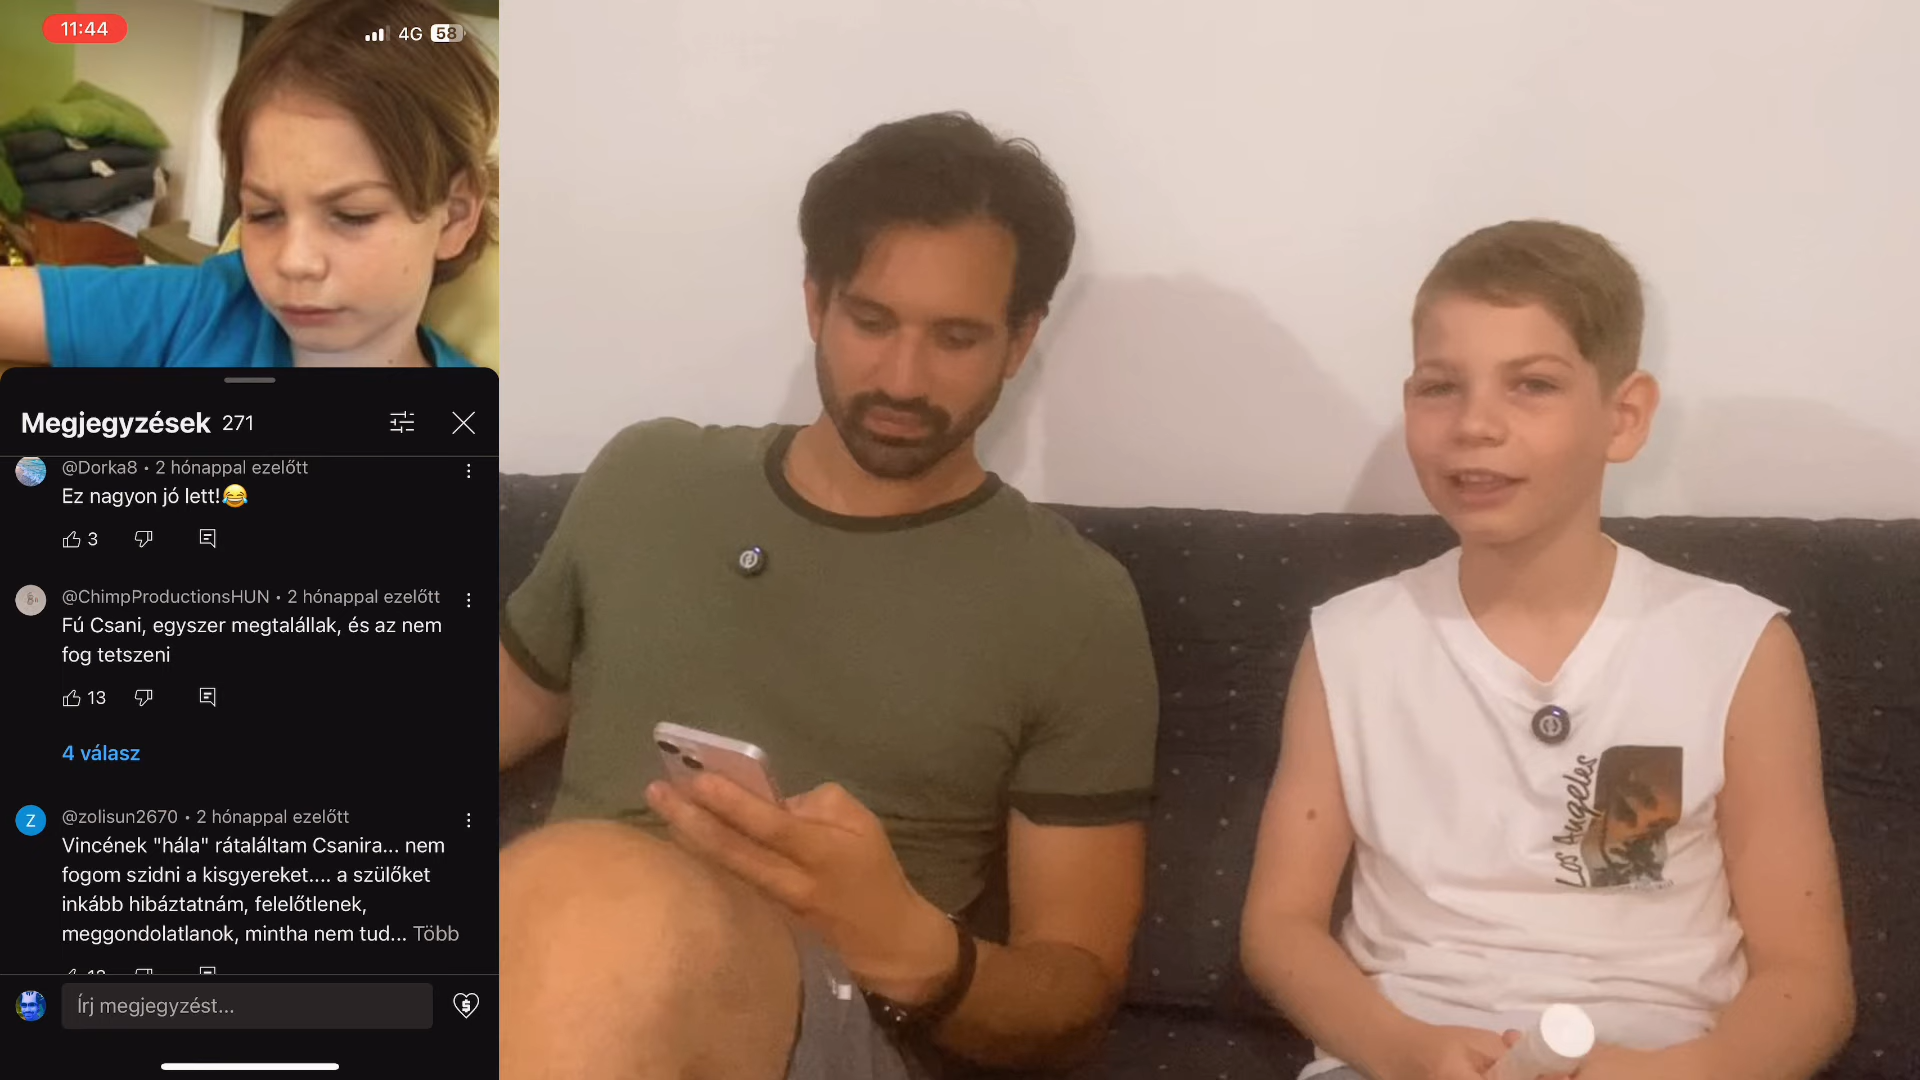 11:44
4G 58
Megjegyzések 271
@Dorka8 • 2 hónappal ezelőtt
Ez nagyon jó lett!😂
3
@ChimpProductionsHUN • 2 hónappal ezelőtt
Fú Csani, egyszer megtalállak, és az nem
fog tetszeni
13
4 válasz
Z
@zolisun2670 • 2 hónappal ezelőtt
Vincének "hála" rátaláltam Csanira... nem
fogom szidni a kisgyereket.... a szülőket
inkább hibáztatnám, felelőtlenek,
meggondolatlanok, mintha nem tud... Több
Írj megjegyzést...
Los Angeles